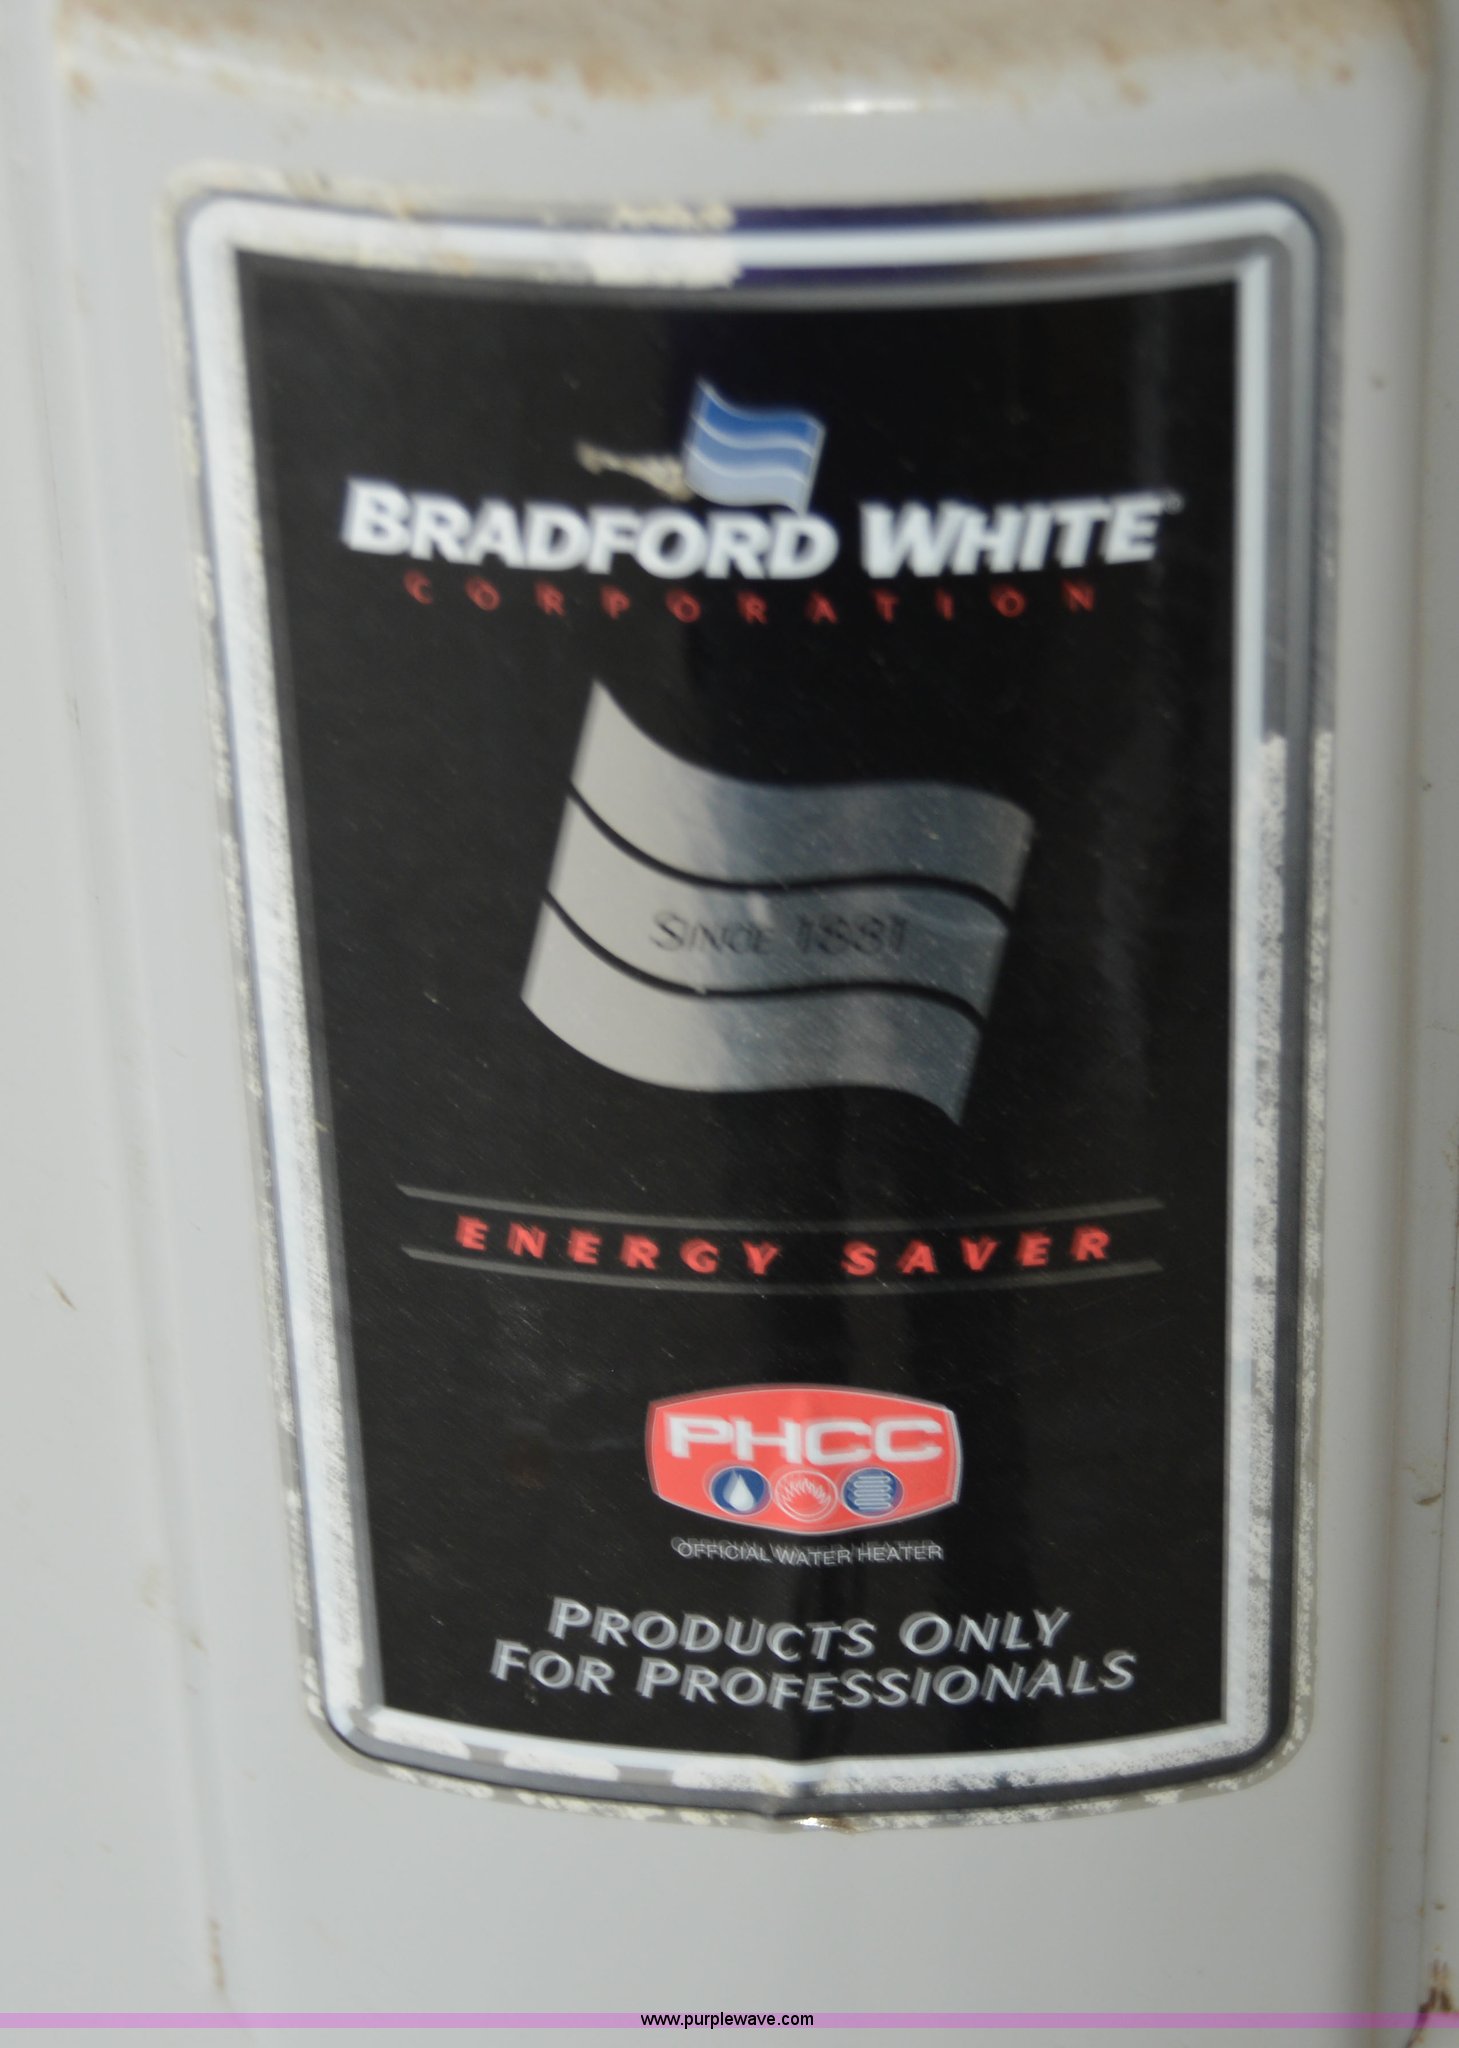 BRADFORD WHITE
CORPORATION
SINCE 1881
ENERGY SAVER
PHCC
OFFICIAL WATER HEATER
PRODUCTS ONLY
FOR PROFESSIONALS
www.purplewave.com